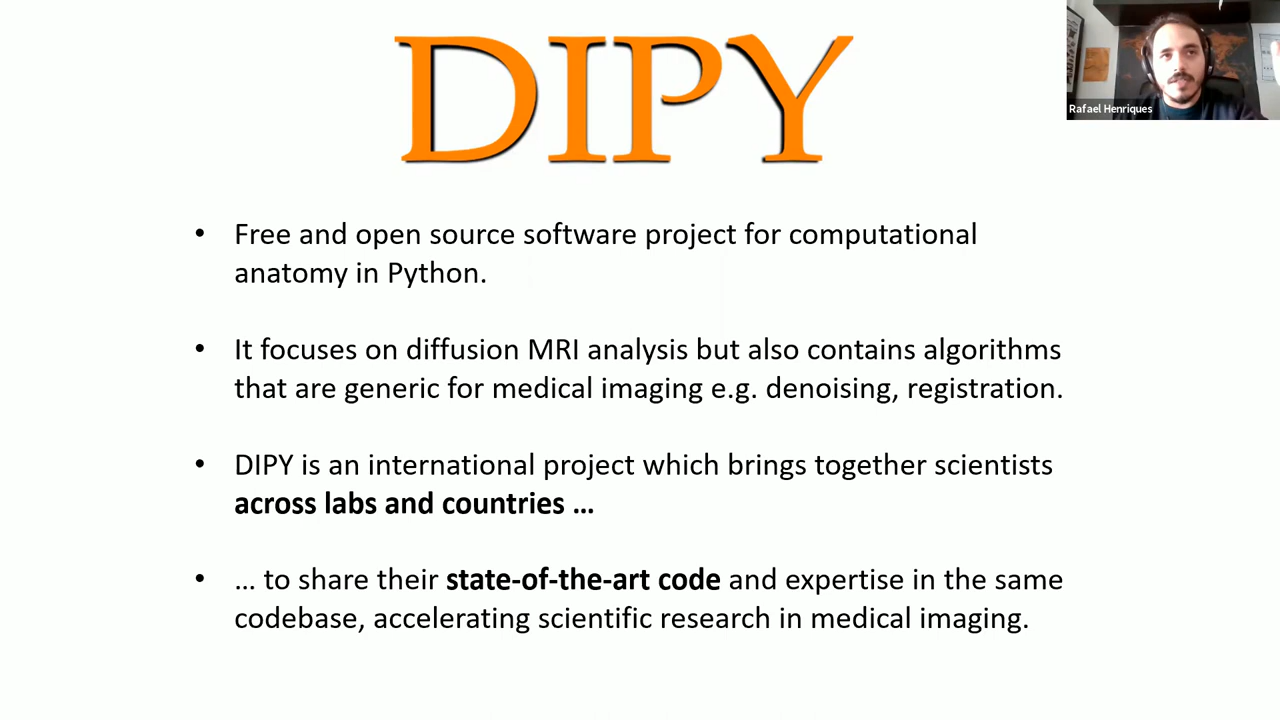 DIPY
Rafael Henriques
• Free and open source software project for computational
anatomy in Python.
• It focuses on diffusion MRI analysis but also contains algorithms
that are generic for medical imaging e.g. denoising, registration.
• DIPY is an international project which brings together scientists
across labs and countries …
• … to share their state-of-the-art code and expertise in the same
codebase, accelerating scientific research in medical imaging.